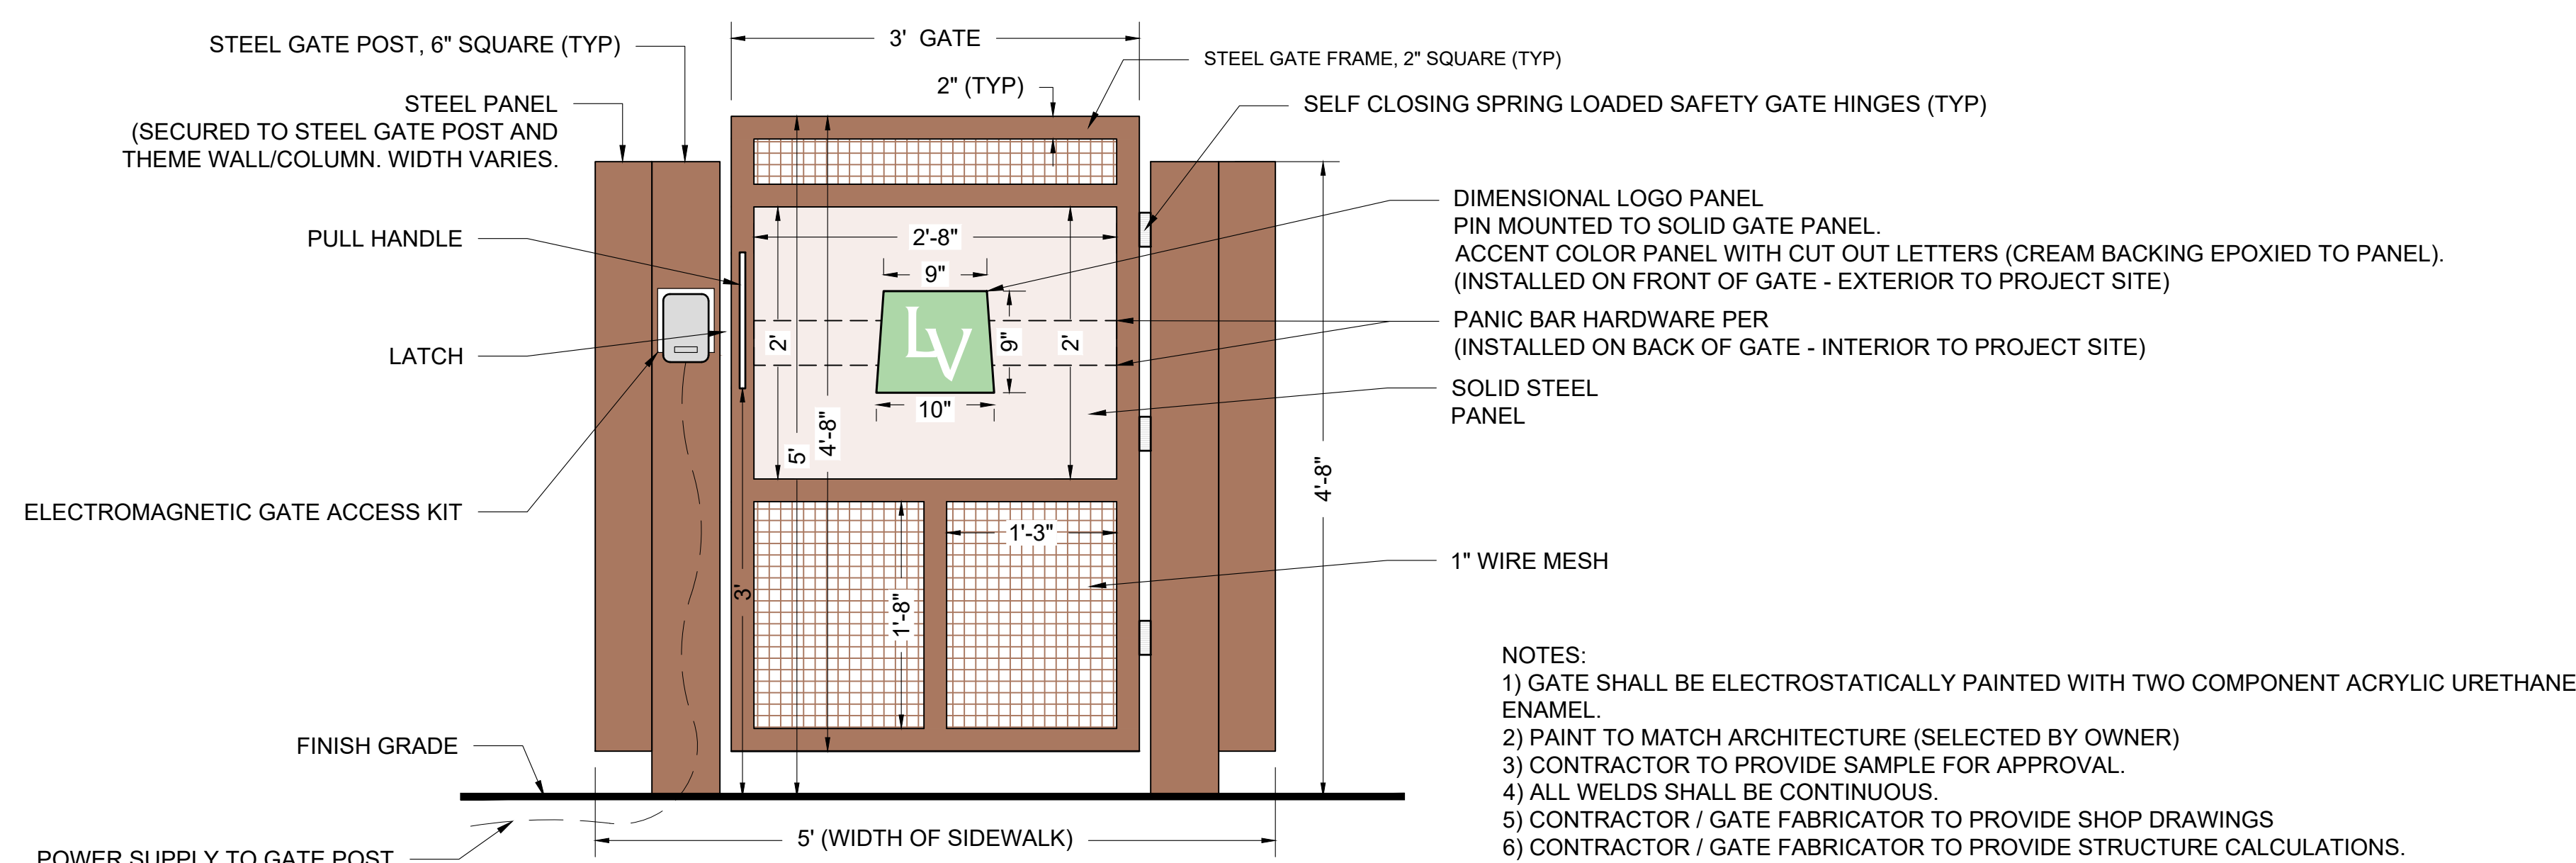 STEEL GATE POST, 6" SQUARE (TYP)
3' GATE
STEEL GATE FRAME, 2" SQUARE (TYP)
2" (TYP)
STEEL PANEL
(SECURED TO STEEL GATE POST AND
THEME WALL/COLUMN. WIDTH VARIES.
SELF CLOSING SPRING LOADED SAFETY GATE HINGES (TYP)
DIMENSIONAL LOGO PANEL
PIN MOUNTED TO SOLID GATE PANEL.
ACCENT COLOR PANEL WITH CUT OUT LETTERS (CREAM BACKING EPOXIED TO PANEL).
(INSTALLED ON FRONT OF GATE - EXTERIOR TO PROJECT SITE)
PULL HANDLE
2'-8"
9"
LV
9"
10"
2'
2'
PANIC BAR HARDWARE PER
(INSTALLED ON BACK OF GATE - INTERIOR TO PROJECT SITE)
LATCH
SOLID STEEL
PANEL
5'
4'-8"
4'-8"
ELECTROMAGNETIC GATE ACCESS KIT
1'-3"
1" WIRE MESH
3'
1'-8"
FINISH GRADE
5' (WIDTH OF SIDEWALK)
POWER SUPPLY TO GATE POST
NOTES:
1) GATE SHALL BE ELECTROSTATICALLY PAINTED WITH TWO COMPONENT ACRYLIC URETHANE
ENAMEL.
2) PAINT TO MATCH ARCHITECTURE (SELECTED BY OWNER)
3) CONTRACTOR TO PROVIDE SAMPLE FOR APPROVAL.
4) ALL WELDS SHALL BE CONTINUOUS.
5) CONTRACTOR / GATE FABRICATOR TO PROVIDE SHOP DRAWINGS
6) CONTRACTOR / GATE FABRICATOR TO PROVIDE STRUCTURE CALCULATIONS.